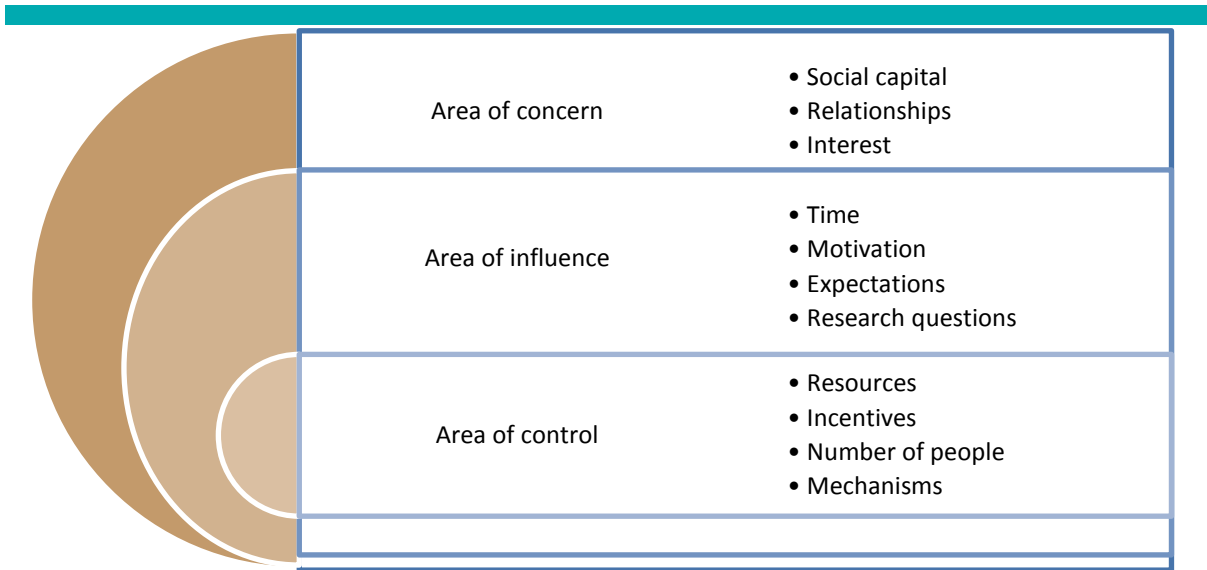 Area of concern
• Social capital
• Relationships
• Interest
Area of influence
• Time
• Motivation
• Expectations
• Research questions
Area of control
• Resources
• Incentives
• Number of people
• Mechanisms